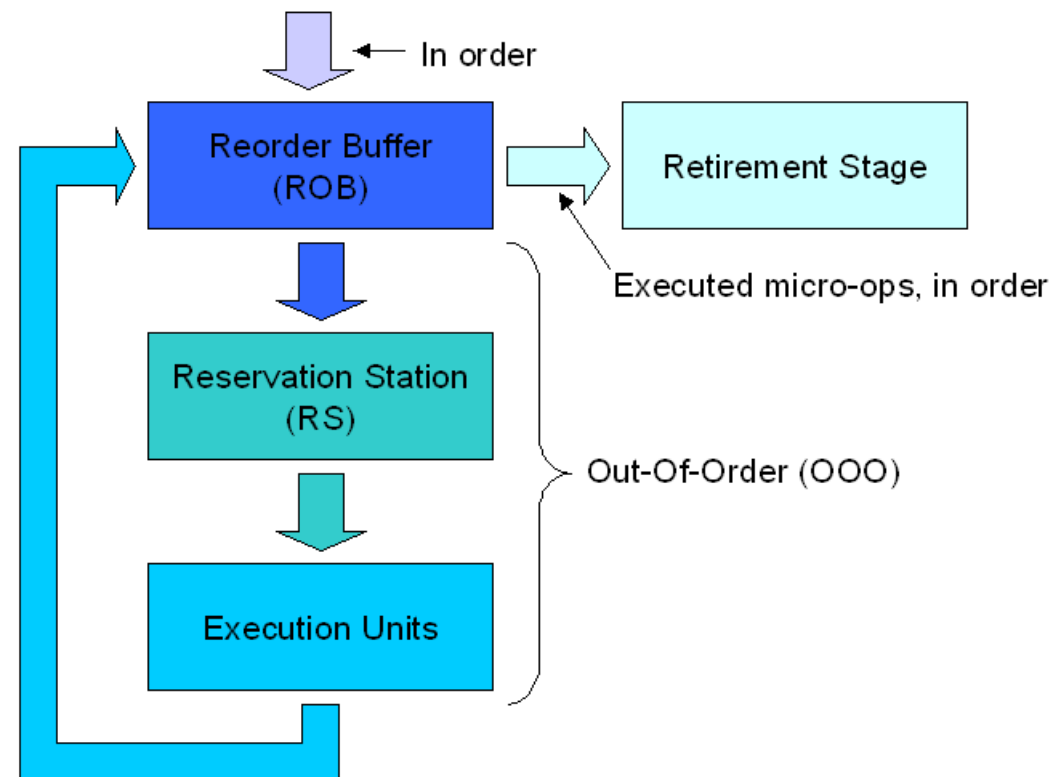 In order
Reorder Buffer
(ROB)
Retirement Stage
Executed micro-ops, in order
Reservation Station
(RS)
Out-Of-Order (OOO)
Execution Units